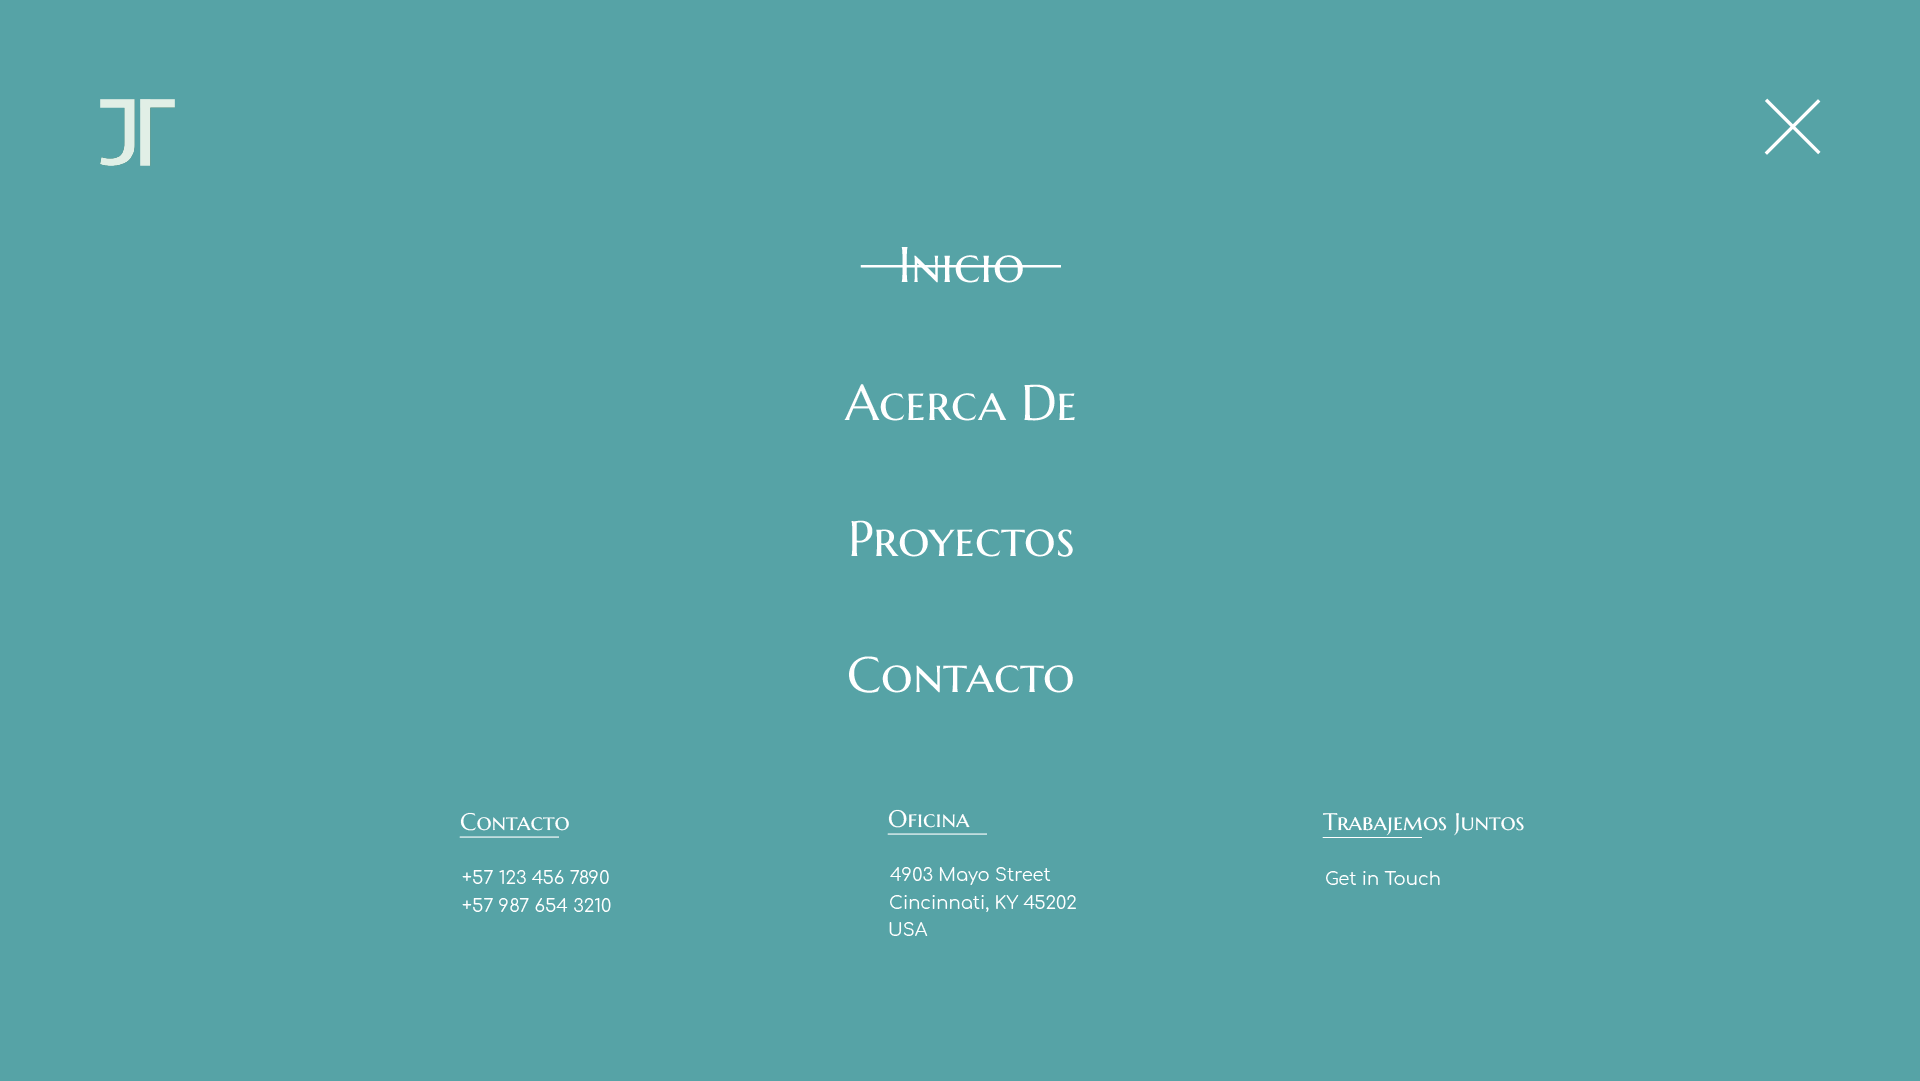 JT
Inicio
Acerca De
Proyectos
Contacto
Contacto
+57 123 456 7890
+57 987 654 3210
Oficina
4903 Mayo Street
Cincinnati, KY 45202
USA
Trabajemos Juntos
Get in Touch